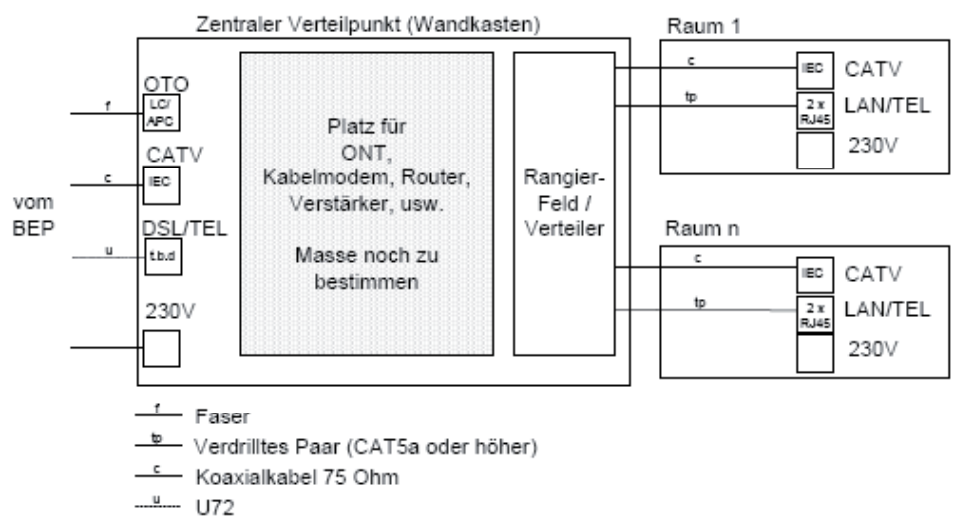 Zentraler Verteilpunkt (Wandkasten)
Raum 1
OTO
f
LC/
APC
CATV
c
IEC
vom
BEP
DSL/TEL
u
t.b.d
230V
Platz für
ONT,
Kabelmodem, Router,
Verstärker, usw.
Masse noch zu
bestimmen
Rangier-
Feld /
Verteiler
c
IEC
CATV
tp
2 x
RJ45
LAN/TEL
230V
Raum n
c
IEC
CATV
tp
2 x
RJ45
LAN/TEL
230V
f
Faser
tp
Verdrilltes Paar (CAT5a oder höher)
c
Koaxialkabel 75 Ohm
u
U72